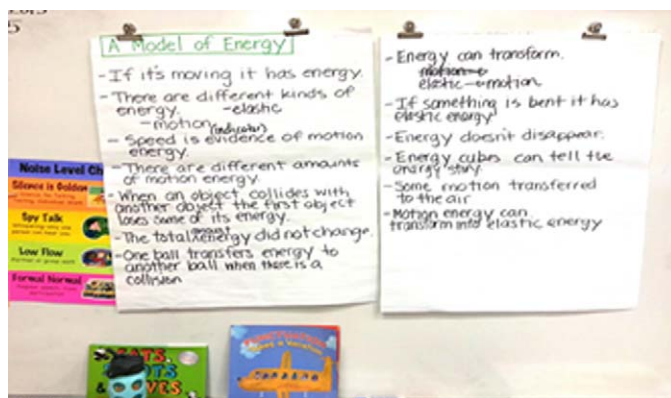 A Model of Energy
- If it's moving it has energy.
- There are different kinds of
energy. - elastic
- motion (indicator)
- Speed is evidence of motion
energy.
- There are different amounts
of motion energy.
- When an object collides with
another object the first object
loses some of its energy.
- The total amount energy did not change.
- One ball transfers energy to
another ball when there is a
collision
- Energy can transform.
motion →
elastic → motion
- If something is bent it has
elastic energy
- Energy doesn't disappear.
- Energy cubes can tell the
energy story.
- Some motion transferred
to the air
- Motion energy can
transform into elastic energy
Noise Level Ch
Silence is Golden
Spy Talk
Low Flow
Formal Normal